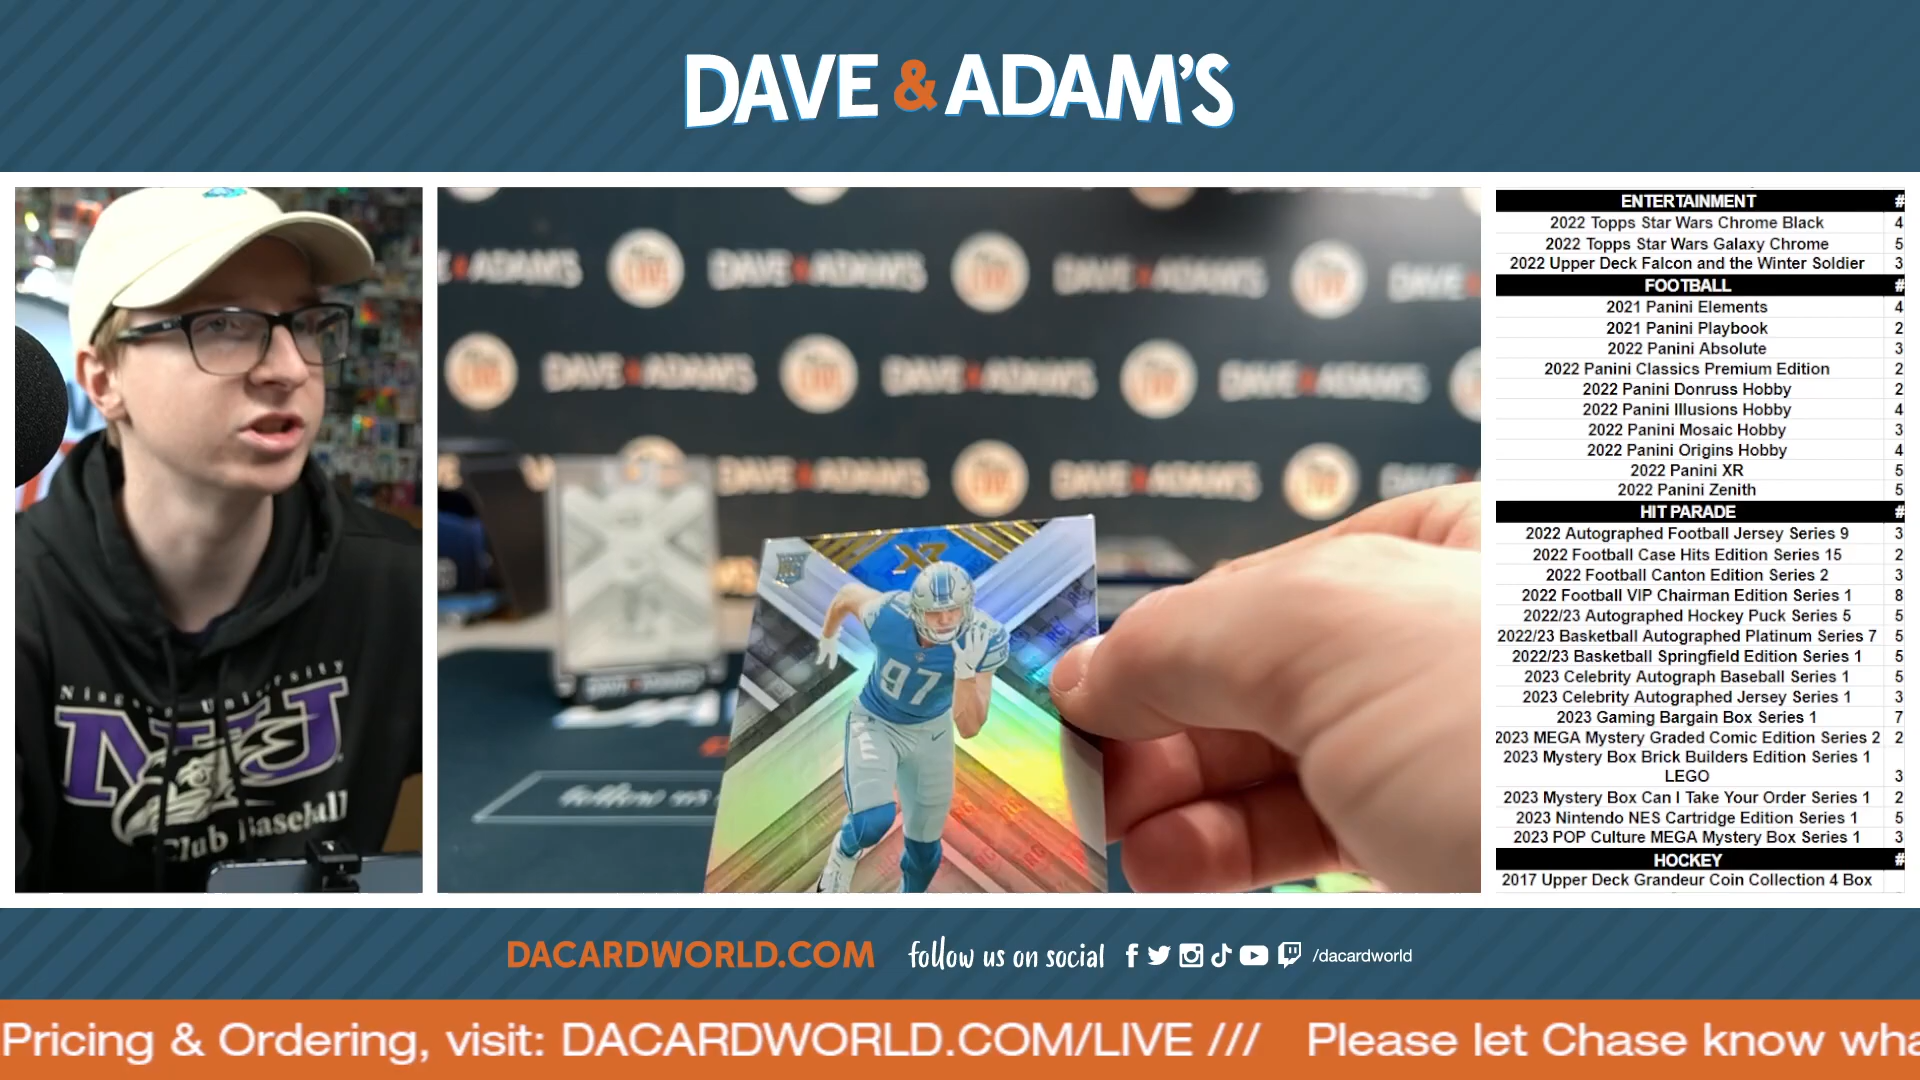 DAVE & ADAM'S
DAVE & ADAM'S
XR
RC
97
Niagara University
NU
Club Baseball
follow us
ENTERTAINMENT #
2022 Topps Star Wars Chrome Black 4
2022 Topps Star Wars Galaxy Chrome 5
2022 Upper Deck Falcon and the Winter Soldier 3
FOOTBALL #
2021 Panini Elements 4
2021 Panini Playbook 2
2022 Panini Absolute 3
2022 Panini Classics Premium Edition 2
2022 Panini Donruss Hobby 2
2022 Panini Illusions Hobby 4
2022 Panini Mosaic Hobby 3
2022 Panini Origins Hobby 4
2022 Panini XR 5
2022 Panini Zenith 5
HIT PARADE #
2022 Autographed Football Jersey Series 9 3
2022 Football Case Hits Edition Series 15 2
2022 Football Canton Edition Series 2 3
2022 Football VIP Chairman Edition Series 1 8
2022/23 Autographed Hockey Puck Series 5 5
2022/23 Basketball Autographed Platinum Series 7 5
2022/23 Basketball Springfield Edition Series 1 5
2023 Celebrity Autograph Baseball Series 1 5
2023 Celebrity Autographed Jersey Series 1 3
2023 Gaming Bargain Box Series 1 7
2023 MEGA Mystery Graded Comic Edition Series 2 2
2023 Mystery Box Brick Builders Edition Series 1
LEGO 3
2023 Mystery Box Can I Take Your Order Series 1 2
2023 Nintendo NES Cartridge Edition Series 1 5
2023 POP Culture MEGA Mystery Box Series 1 3
HOCKEY #
2017 Upper Deck Grandeur Coin Collection 4 Box
DACARDWORLD.COM follow us on social /dacardworld
Pricing & Ordering, visit: DACARDWORLD.COM/LIVE /// Please let Chase know wha